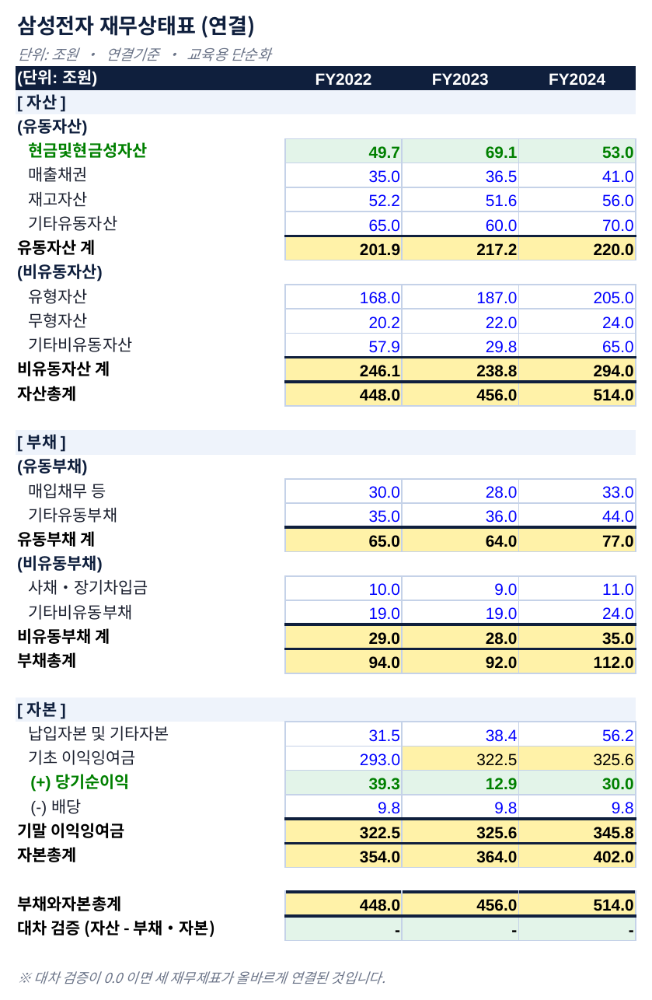 삼성전자 재무상태표 (연결)
단위: 조원 • 연결기준 • 교육용 단순화
(단위: 조원) FY2022 FY2023 FY2024
[ 자산 ]
(유동자산)
현금및현금성자산 49.7 69.1 53.0
매출채권 35.0 36.5 41.0
재고자산 52.2 51.6 56.0
기타유동자산 65.0 60.0 70.0
유동자산 계 201.9 217.2 220.0
(비유동자산)
유형자산 168.0 187.0 205.0
무형자산 20.2 22.0 24.0
기타비유동자산 57.9 29.8 65.0
비유동자산 계 246.1 238.8 294.0
자산총계 448.0 456.0 514.0
[ 부채 ]
(유동부채)
매입채무 등 30.0 28.0 33.0
기타유동부채 35.0 36.0 44.0
유동부채 계 65.0 64.0 77.0
(비유동부채)
사채・장기차입금 10.0 9.0 11.0
기타비유동부채 19.0 19.0 24.0
비유동부채 계 29.0 28.0 35.0
부채총계 94.0 92.0 112.0
[ 자본 ]
납입자본 및 기타자본 31.5 38.4 56.2
기초 이익잉여금 293.0 322.5 325.6
(+) 당기순이익 39.3 12.9 30.0
(-) 배당 9.8 9.8 9.8
기말 이익잉여금 322.5 325.6 345.8
자본총계 354.0 364.0 402.0
부채와자본총계 448.0 456.0 514.0
대차 검증 (자산 - 부채・자본) - - -
※ 대차 검증이 0.0 이면 세 재무제표가 올바르게 연결된 것입니다.